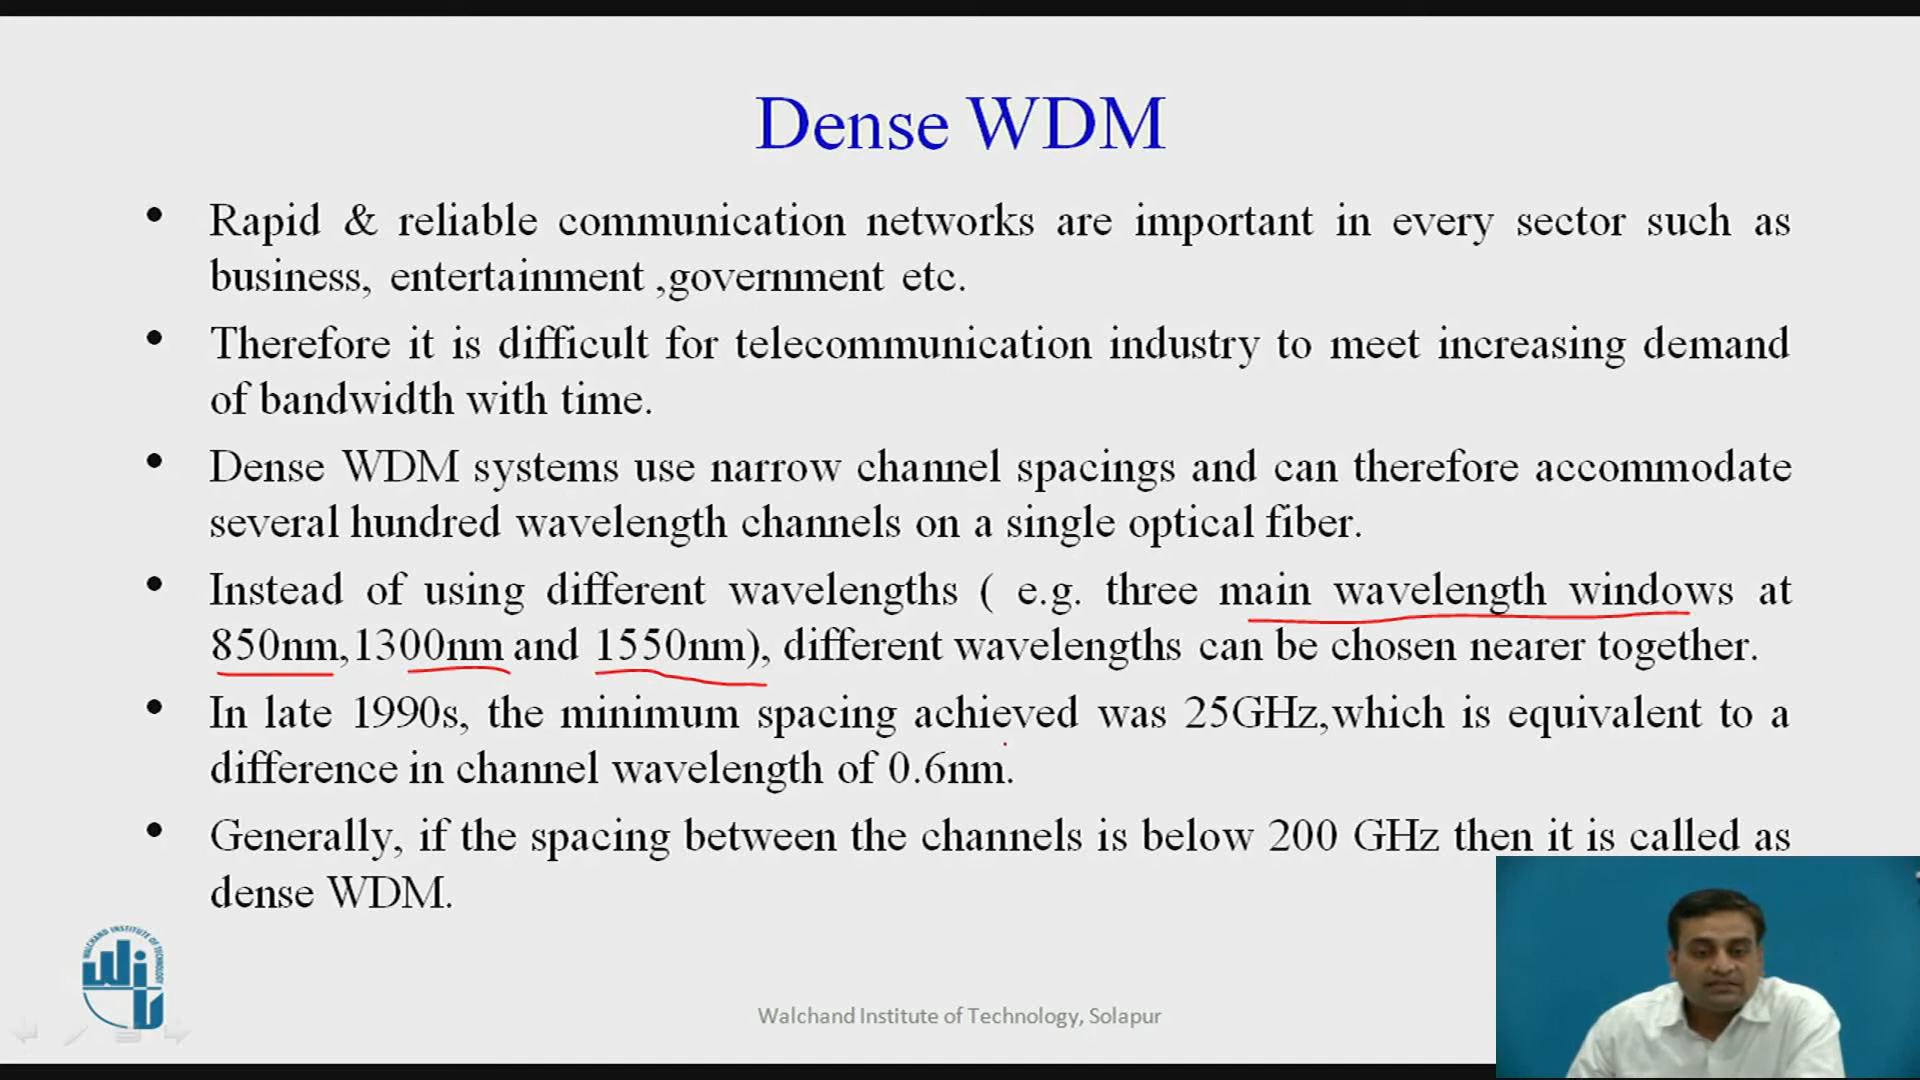 Dense WDM
• Rapid & reliable communication networks are important in every sector such as
business, entertainment ,government etc.
• Therefore it is difficult for telecommunication industry to meet increasing demand
of bandwidth with time.
• Dense WDM systems use narrow channel spacings and can therefore accommodate
several hundred wavelength channels on a single optical fiber.
• Instead of using different wavelengths ( e.g. three main wavelength windows at
850nm,1300nm and 1550nm), different wavelengths can be chosen nearer together.
• In late 1990s, the minimum spacing achieved was 25GHz,which is equivalent to a
difference in channel wavelength of 0.6nm.
• Generally, if the spacing between the channels is below 200 GHz then it is called as
dense WDM.
WALCHAND INSTITUTE OF TECHNOLOGY
WIT
Walchand Institute of Technology, Solapur